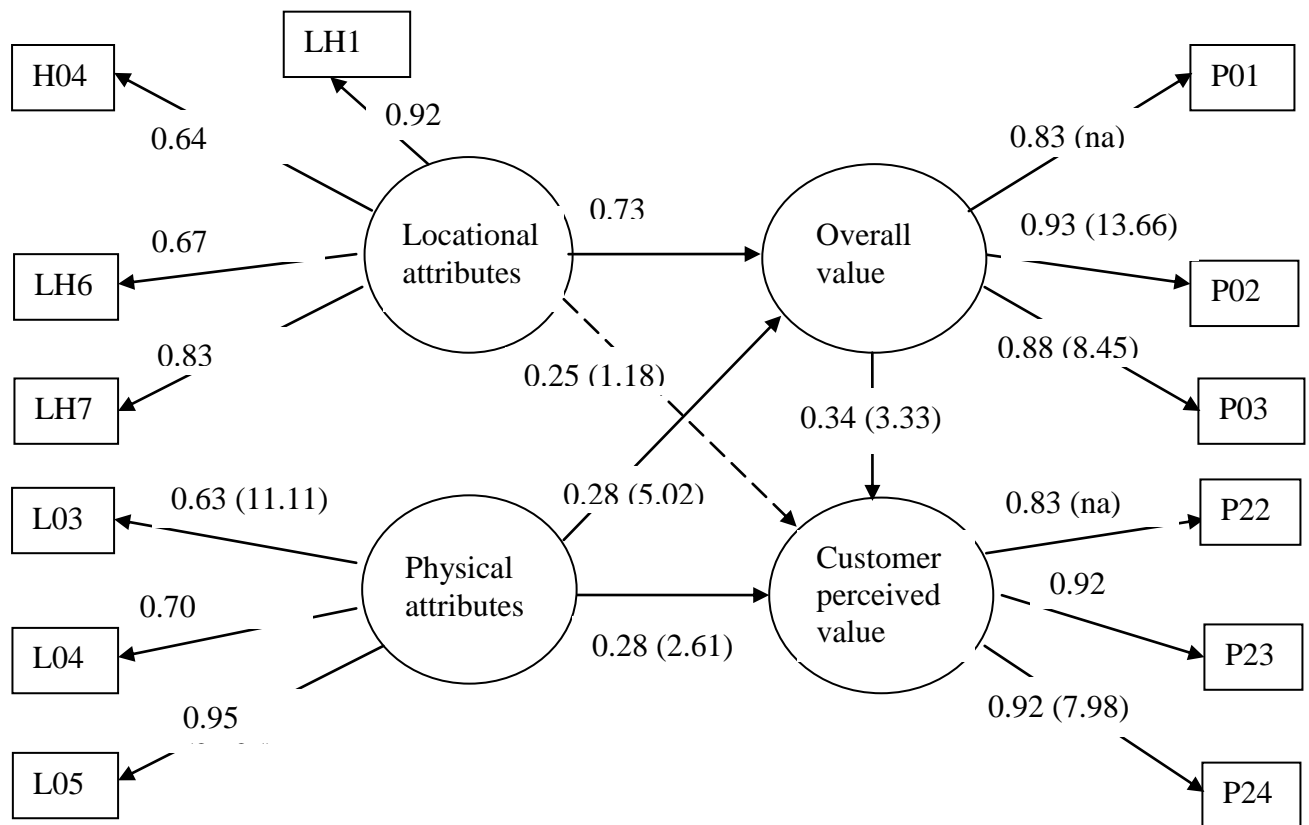 LH1
H04
P01
0.92
0.64
0.83 (na)
0.67
Locational
attributes
0.73
Overall
value
0.93 (13.66)
LH6
P02
0.83
0.25 (1.18)
0.88 (8.45)
LH7
0.34 (3.33)
P03
L03
0.63 (11.11)
0.28 (5.02)
0.83 (na)
P22
Physical
attributes
Customer
perceived
value
0.70
0.92
L04
0.28 (2.61)
P23
0.95
0.92 (7.98)
L05
P24